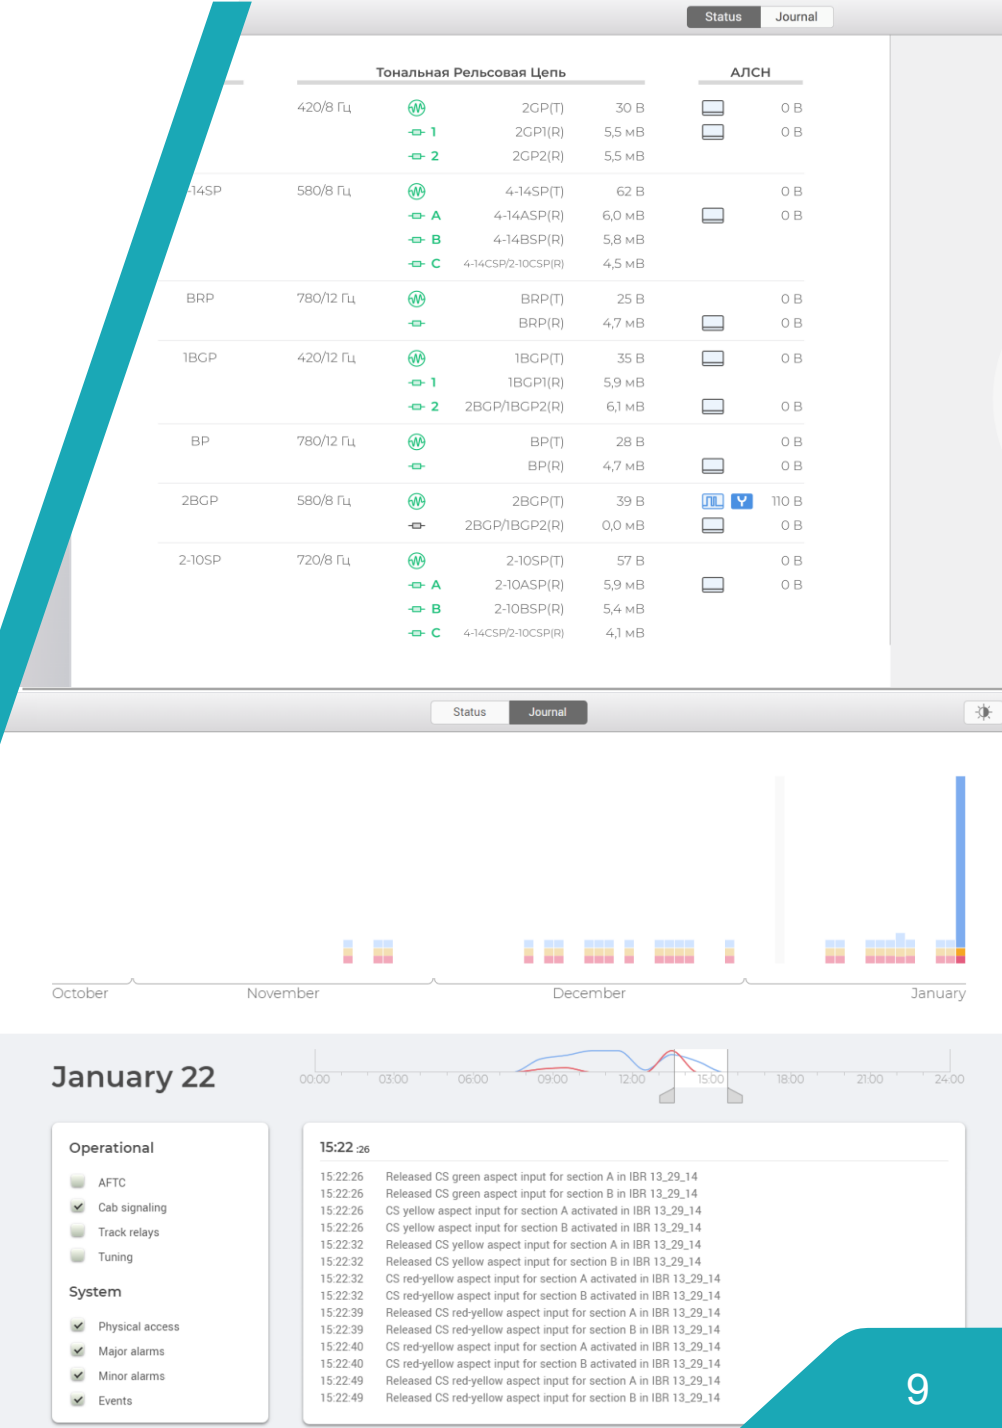 Status Journal
Тональная Рельсовая Цепь АЛСН
420/8 Гц 2GP(T) 30 В 0 В
1 2GP1(R) 5,5 мВ 0 В
2 2GP2(R) 5,5 мВ
-14SP 580/8 Гц 4-14SP(T) 62 В 0 В
A 4-14ASP(R) 6,0 мВ 0 В
B 4-14BSP(R) 5,8 мВ
C 4-14CSP/2-10CSP(R) 4,5 мВ
BRP 780/12 Гц BRP(T) 25 В 0 В
BRP(R) 4,7 мВ 0 В
1BGP 420/12 Гц 1BGP(T) 35 В 0 В
1 1BGP1(R) 5,9 мВ
2 2BGP/1BGP2(R) 6,1 мВ 0 В
BP 780/12 Гц BP(T) 28 В 0 В
BP(R) 4,7 мВ 0 В
2BGP 580/8 Гц 2BGP(T) 39 В 110 В
2BGP/1BGP2(R) 0,0 мВ 0 В
2-10SP 720/8 Гц 2-10SP(T) 57 В 0 В
A 2-10ASP(R) 5,9 мВ 0 В
B 2-10BSP(R) 5,4 мВ
C 4-14CSP/2-10CSP(R) 4,1 мВ
Status Journal
October November December January
January 22
00:00 03:00 06:00 09:00 12:00 15:00 18:00 21:00 24:00
Operational
AFTC
Cab signaling
Track relays
Tuning
System
Physical access
Major alarms
Minor alarms
Events
15:22 :26
15:22:26 Released CS green aspect input for section A in IBR 13_29_14
15:22:26 Released CS green aspect input for section B in IBR 13_29_14
15:22:26 CS yellow aspect input for section A activated in IBR 13_29_14
15:22:26 CS yellow aspect input for section B activated in IBR 13_29_14
15:22:32 Released CS yellow aspect input for section A in IBR 13_29_14
15:22:32 Released CS yellow aspect input for section B in IBR 13_29_14
15:22:32 CS red-yellow aspect input for section A activated in IBR 13_29_14
15:22:32 CS red-yellow aspect input for section B activated in IBR 13_29_14
15:22:39 Released CS red-yellow aspect input for section A in IBR 13_29_14
15:22:39 Released CS red-yellow aspect input for section B in IBR 13_29_14
15:22:40 CS red-yellow aspect input for section A activated in IBR 13_29_14
15:22:40 CS red-yellow aspect input for section B activated in IBR 13_29_14
15:22:49 Released CS red-yellow aspect input for section A in IBR 13_29_14
15:22:49 Released CS red-yellow aspect input for section B in IBR 13_29_14
9